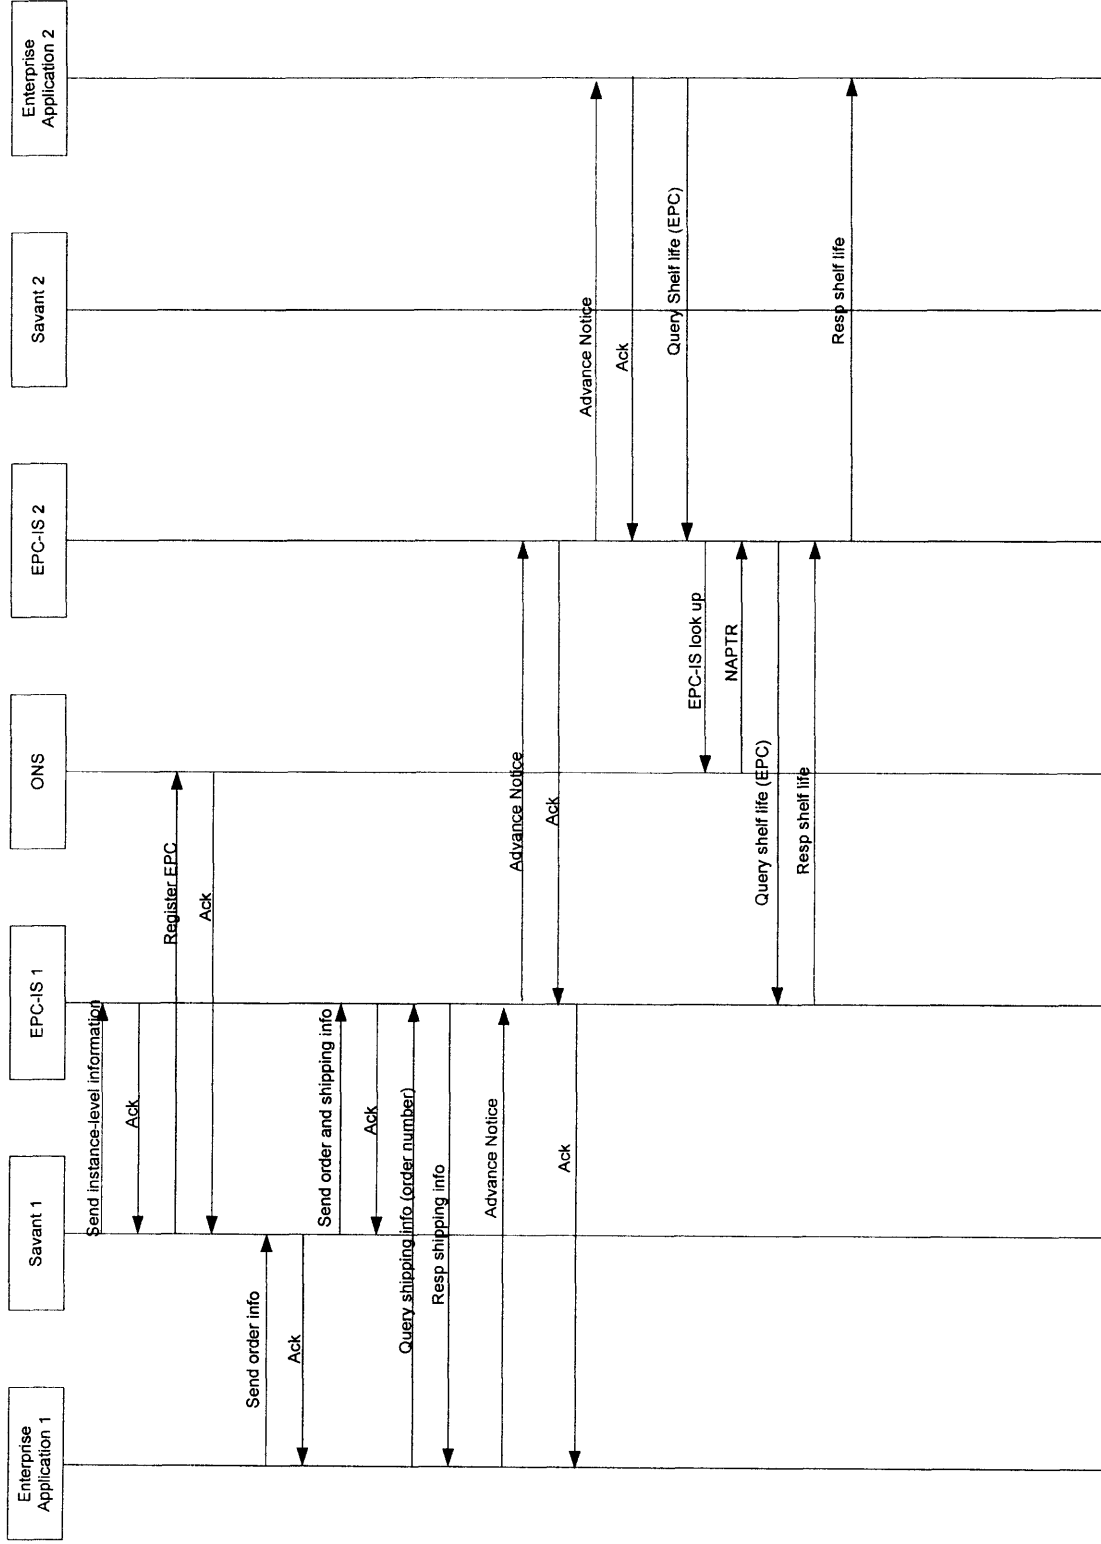 Enterprise
Application 1
Savant 1
EPC-IS 1
ONS
EPC-IS 2
Savant 2
Enterprise
Application 2
Send instance-level information
Ack
Register EPC
Ack
Send order info
Ack
Send order and shipping info
Ack
Query shipping info (order number)
Resp shipping info
Advance Notice
Advance Notice
Ack
Ack
Advance Notice
Ack
Query Shelf life (EPC)
EPC-IS look up
NAPTR
Query shelf life (EPC)
Resp shelf life
Resp shelf life